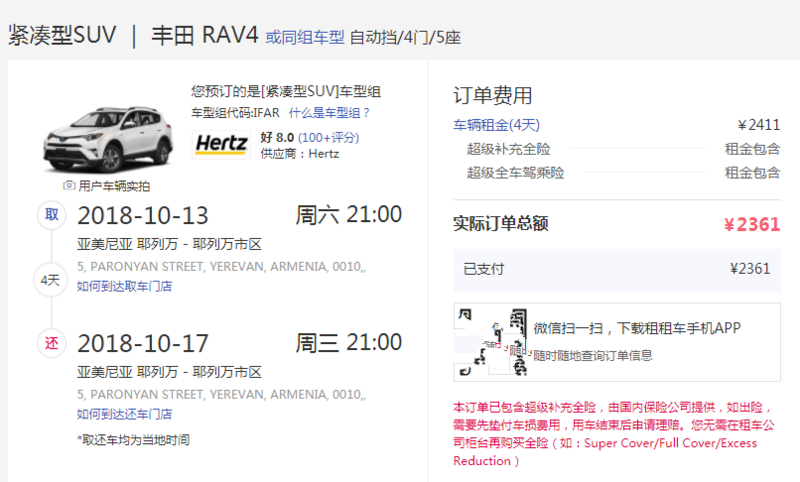 紧凑型SUV ｜ 丰田 RAV4 或同组车型 自动挡/4门/5座
您预订的是[紧凑型SUV]车型组
车型组代码:IFAR 什么是车型组？
Hertz
好 8.0 (100+评分)
供应商：Hertz
用户车辆实拍
取 2018-10-13 周六 21:00
亚美尼亚 耶列万 - 耶列万市区
5, PARONYAN STREET, YEREVAN, ARMENIA, 0010,,
如何到达取车门店
4天
还 2018-10-17 周三 21:00
亚美尼亚 耶列万 - 耶列万市区
5, PARONYAN STREET, YEREVAN, ARMENIA, 0010,,
如何到达还车门店
*取还车均为当地时间
订单费用
车辆租金(4天) ￥2411
超级补充全险 租金包含
超级全车驾乘险 租金包含
实际订单总额 ￥2361
已支付 ¥2361
微信扫一扫，下载租租车手机APP
随时随地查询订单信息
本订单已包含超级补充全险，由国内保险公司提供，如出险，
需要先垫付车损费用，用车结束后申请理赔。您无需在租车公
司柜台再购买全险（如：Super Cover/Full Cover/Excess
Reduction）